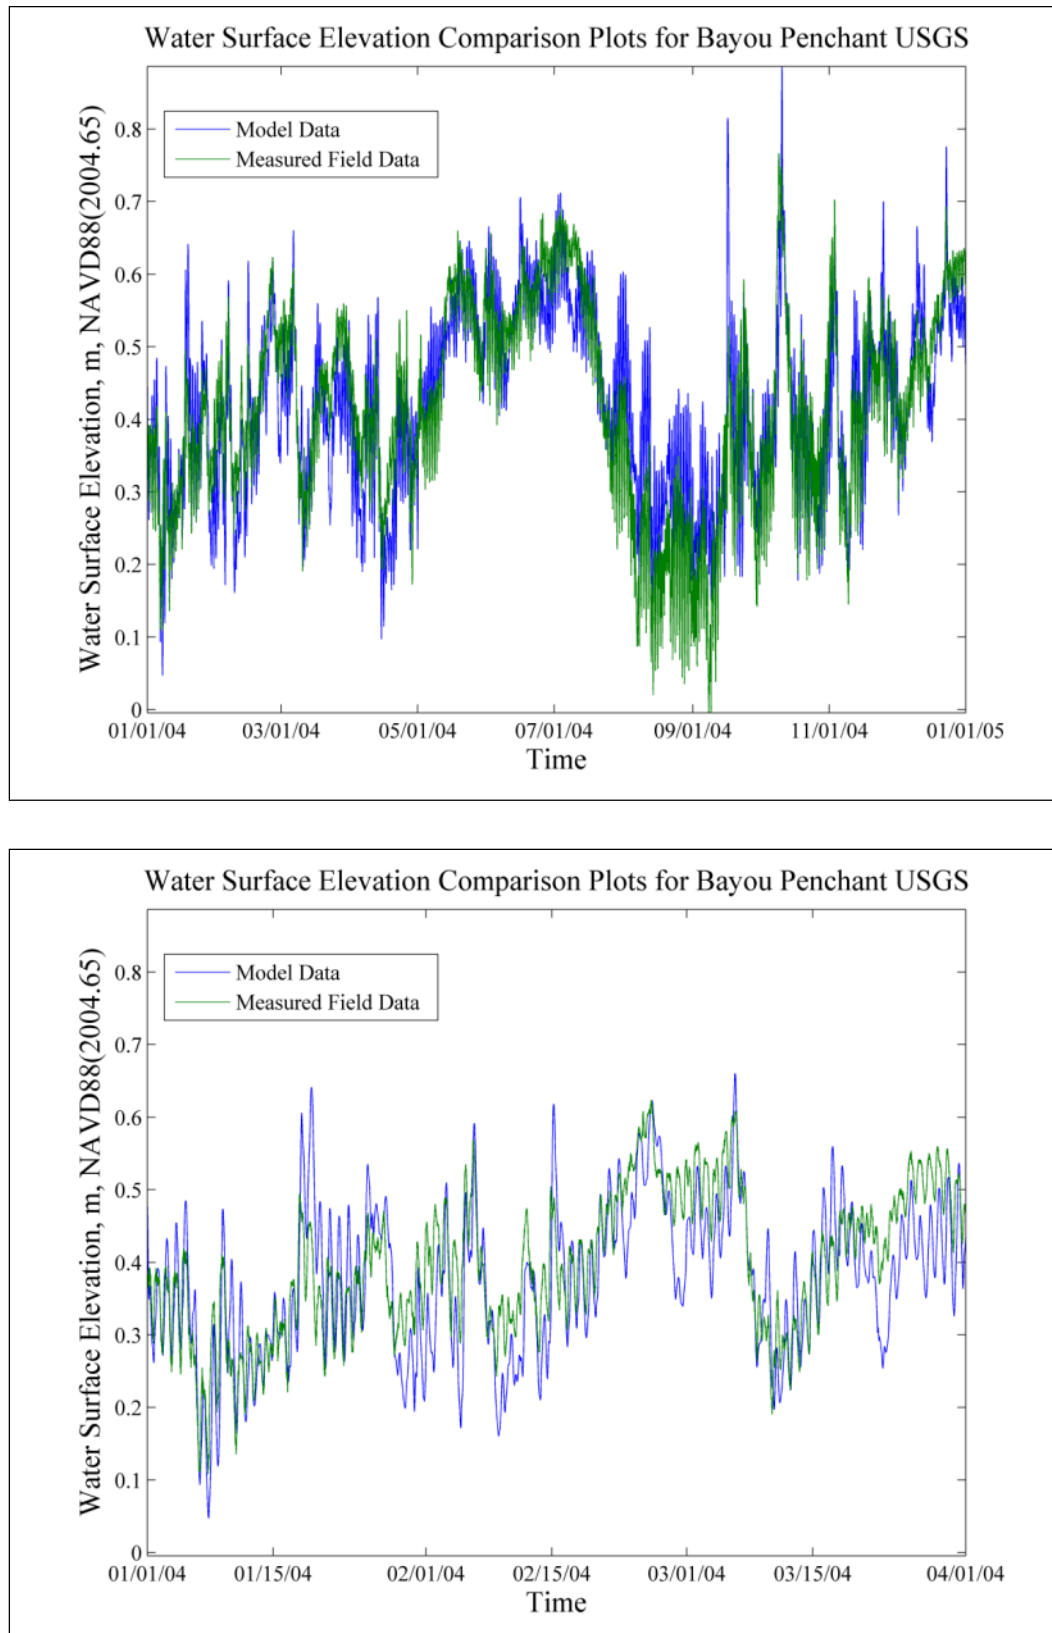 Water Surface Elevation Comparison Plots for Bayou Penchant USGS
Water Surface Elevation, m, NAVD88(2004.65)
Model Data
Measured Field Data
0.8
0.7
0.6
0.5
0.4
0.3
0.2
0.1
0
01/01/04 03/01/04 05/01/04 07/01/04 09/01/04 11/01/04 01/01/05
Time
Water Surface Elevation Comparison Plots for Bayou Penchant USGS
Water Surface Elevation, m, NAVD88(2004.65)
Model Data
Measured Field Data
0.8
0.7
0.6
0.5
0.4
0.3
0.2
0.1
0
01/01/04 01/15/04 02/01/04 02/15/04 03/01/04 03/15/04 04/01/04
Time